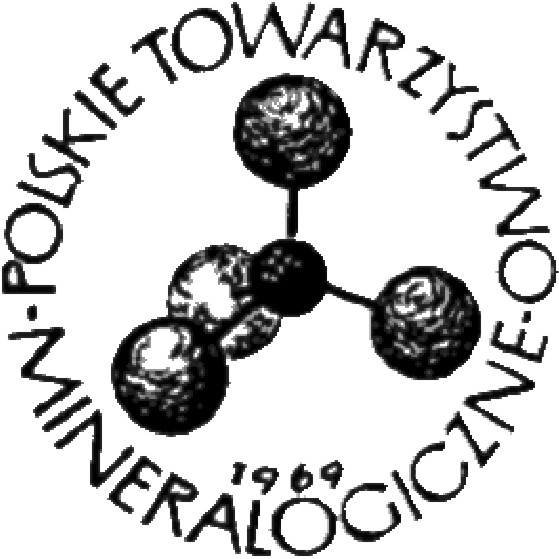 POLSKIE TOWARZYSTWO
-MINERALOGICZNE-
1969